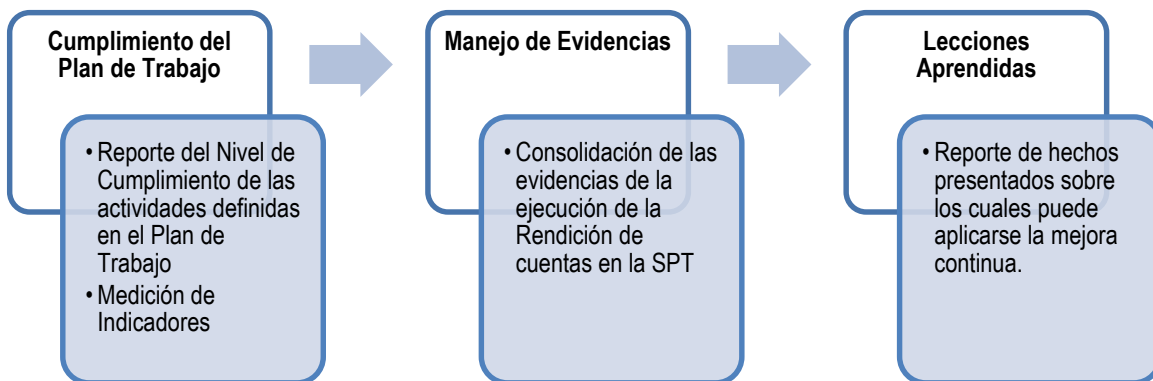 Cumplimiento del
Plan de Trabajo
• Reporte del Nivel de
Cumplimiento de las
actividades definidas
en el Plan de
Trabajo
• Medición de
Indicadores
Manejo de Evidencias
• Consolidación de las
evidencias de la
ejecución de la
Rendición de
cuentas en la SPT
Lecciones
Aprendidas
• Reporte de hechos
presentados sobre
los cuales puede
aplicarse la mejora
continua.